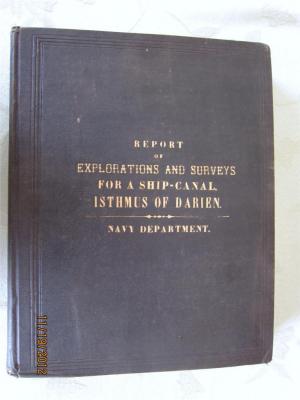 REPORT
OF
EXPLORATIONS AND SURVEYS
FOR A SHIP-CANAL,
ISTHMUS OF DARIEN.
NAVY DEPARTMENT.
11/18/2012